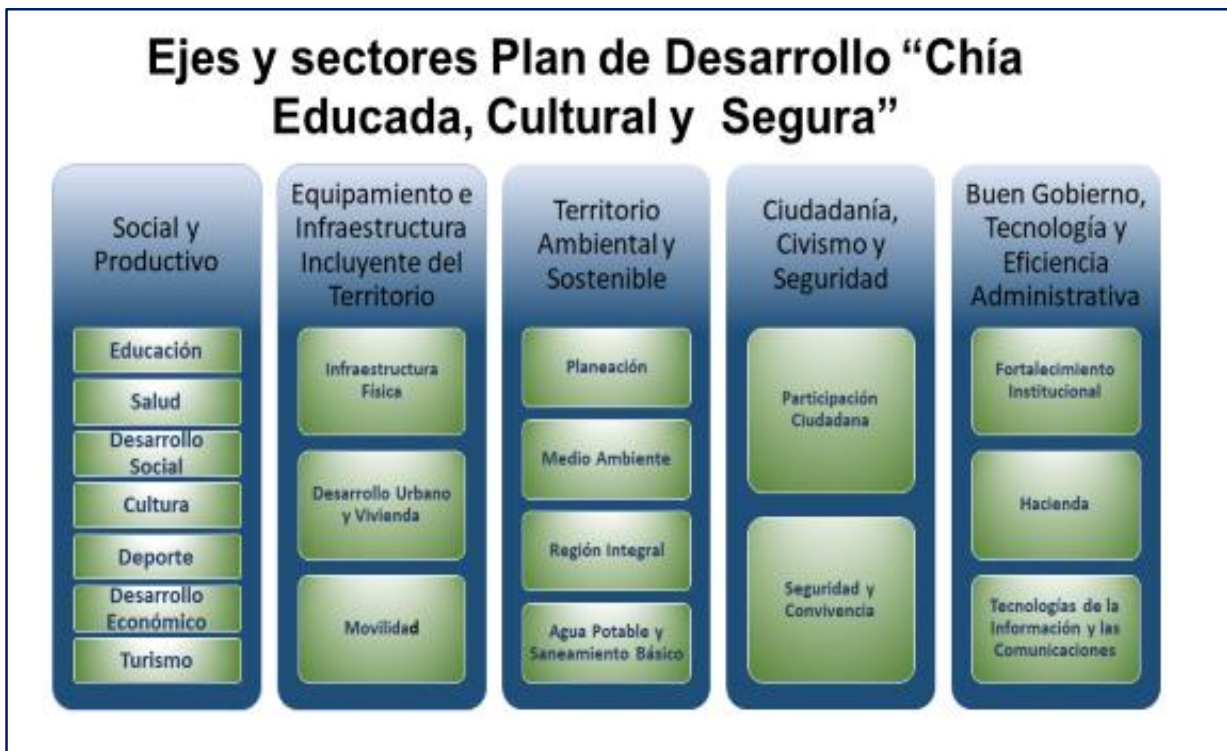 Ejes y sectores Plan de Desarrollo “Chía
Educada, Cultural y Segura”
Social y
Productivo
Educación
Salud
Desarrollo
Social
Cultura
Deporte
Desarrollo
Económico
Turismo
Equipamiento e
Infraestructura
Incluyente del
Territorio
Infraestructura
Física
Desarrollo Urbano
y Vivienda
Movilidad
Territorio
Ambiental y
Sostenible
Planeación
Medio Ambiente
Región Integral
Agua Potable y
Saneamiento Básico
Ciudadanía,
Civismo y
Seguridad
Participación
Ciudadana
Seguridad y
Convivencia
Buen Gobierno,
Tecnología y
Eficiencia
Administrativa
Fortalecimiento
Institucional
Hacienda
Tecnologías de la
Información y las
Comunicaciones